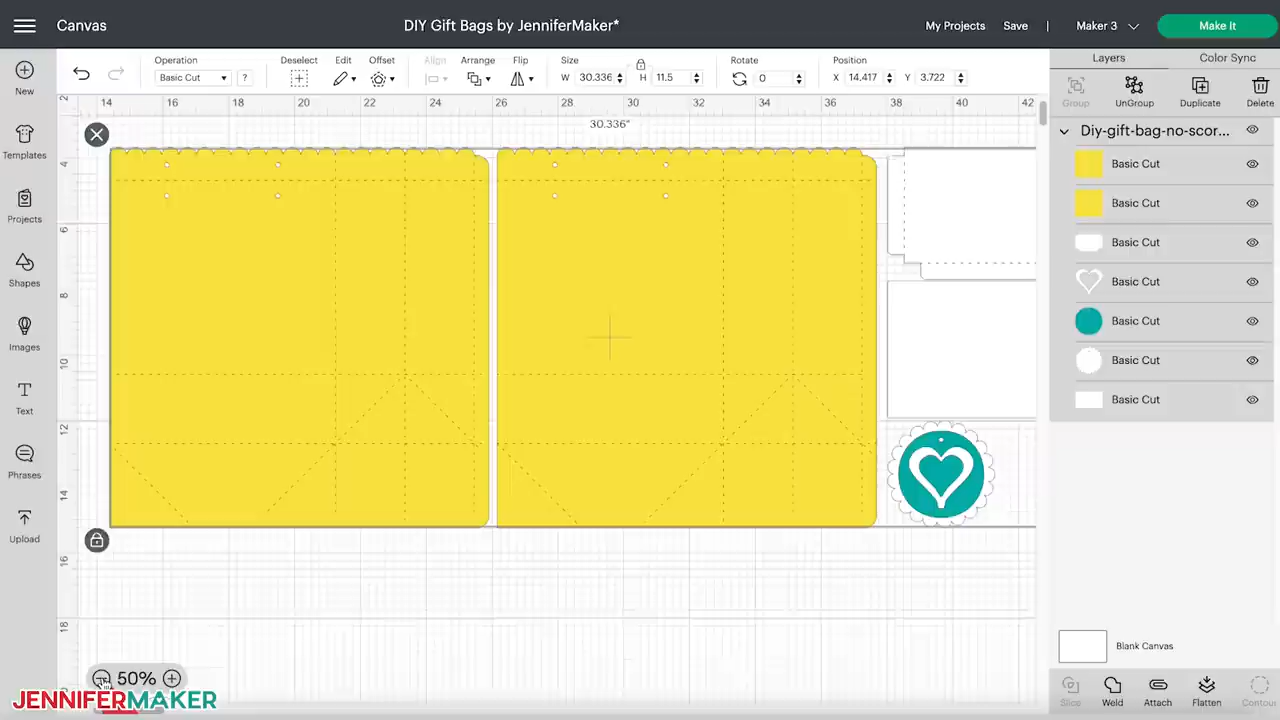 Canvas
DIY Gift Bags by JenniferMaker*
My Projects
Save
|
Maker 3
Make It
Operation
Basic Cut
?
Deselect
Edit
Offset
Align
Arrange
Flip
Size
W 30.336
H 11.5
Rotate
0
Position
X 14.417
Y 3.722
Layers
Color Sync
Group
UnGroup
Duplicate
Delete
New
Templates
Projects
Shapes
Images
Text
Phrases
Upload
14 16 18 20 22 24 26 28 30 32 34 36 38 40 42
30.336"
2
4
6
8
10
12
14
16
18
Diy-gift-bag-no-scor...
Basic Cut
Basic Cut
Basic Cut
Basic Cut
Basic Cut
Basic Cut
Basic Cut
Blank Canvas
50%
JENNIFERMAKER
Slice
Weld
Attach
Flatten
Contou